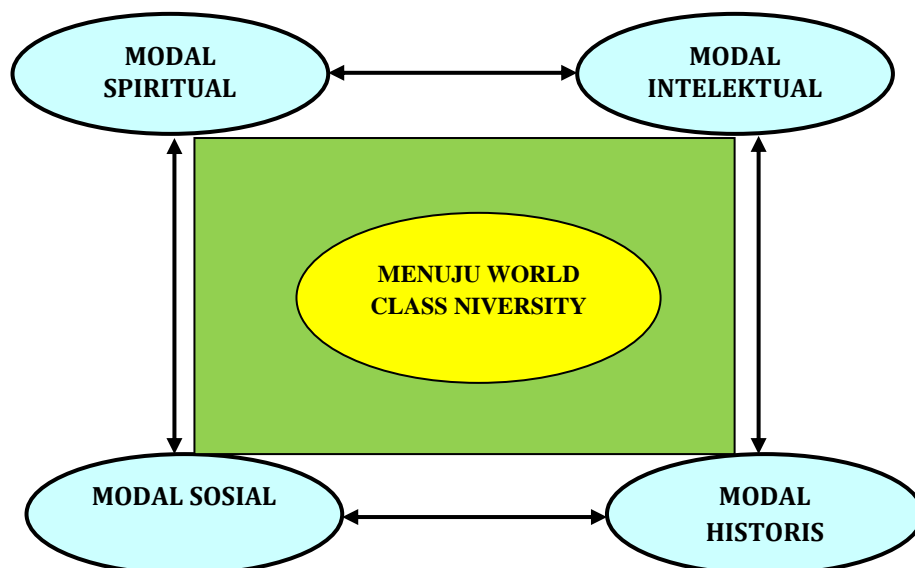 MODAL
SPIRITUAL
MODAL
INTELEKTUAL
MENUJU WORLD
CLASS NIVERSITY
MODAL SOSIAL
MODAL
HISTORIS